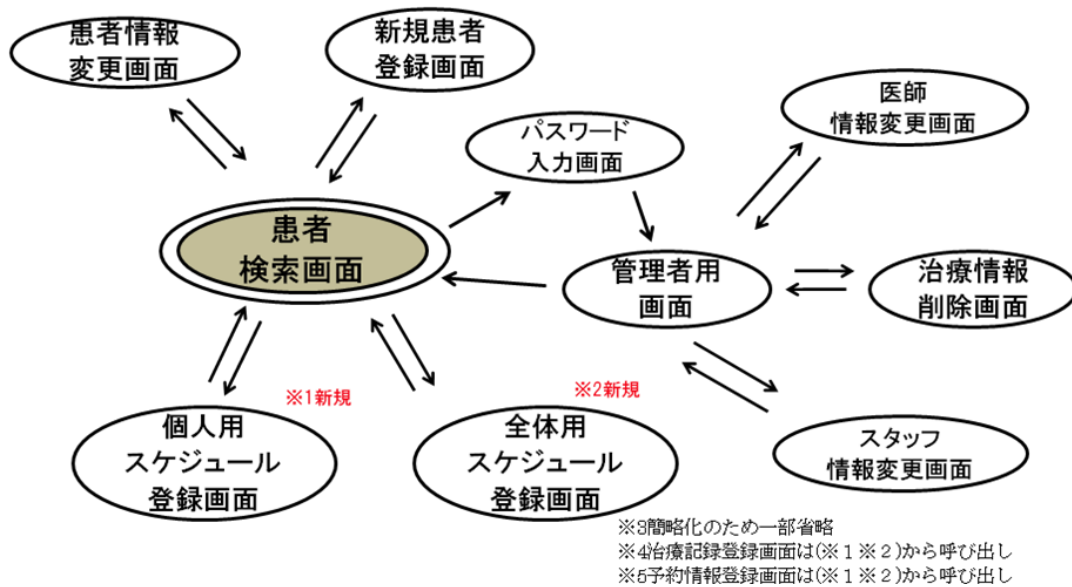 患者情報
変更画面
新規患者
登録画面
パスワード
入力画面
医師
情報変更画面
患者
検索画面
管理者用
画面
治療情報
削除画面
※1新規
※2新規
個人用
スケジュール
登録画面
全体用
スケジュール
登録画面
スタッフ
情報変更画面
※3簡略化のため一部省略
※4治療記録登録画面は(※1※2)から呼び出し
※5予約情報登録画面は(※1※2)から呼び出し